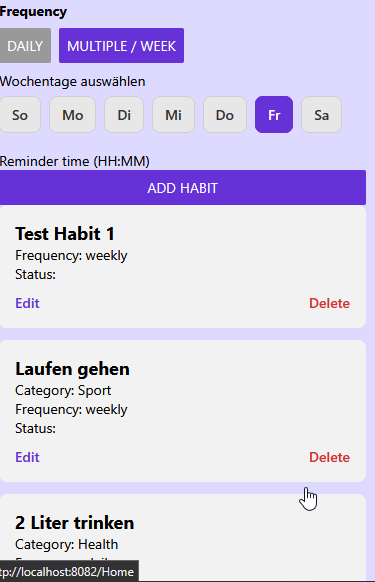 Frequency
DAILY MULTIPLE / WEEK
Wochentage auswählen
So Mo Di Mi Do Fr Sa
Reminder time (HH:MM)
ADD HABIT
Test Habit 1
Frequency: weekly
Status:
Edit Delete
Laufen gehen
Category: Sport
Frequency: weekly
Status:
Edit Delete
2 Liter trinken
Category: Health
tp://localhost:8082/Home